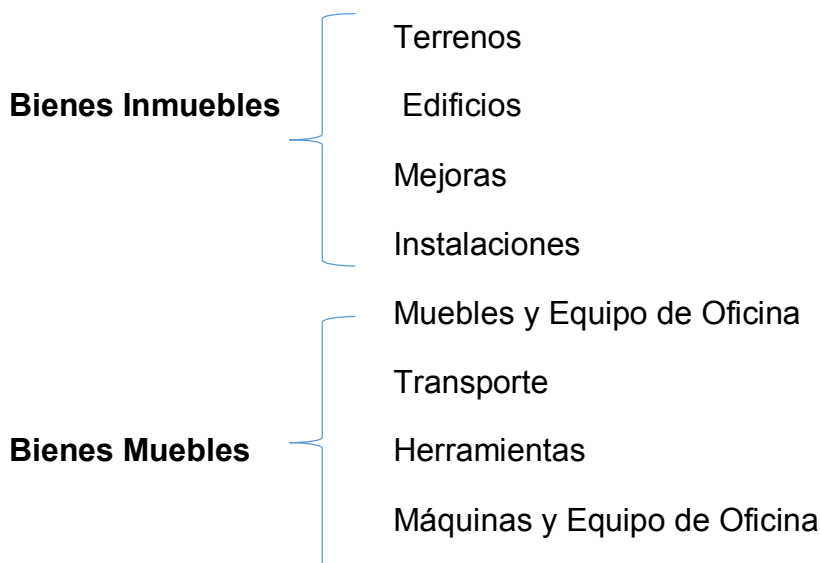 Terrenos
Bienes Inmuebles Edificios
Mejoras
Instalaciones
Muebles y Equipo de Oficina
Transporte
Bienes Muebles Herramientas
Máquinas y Equipo de Oficina